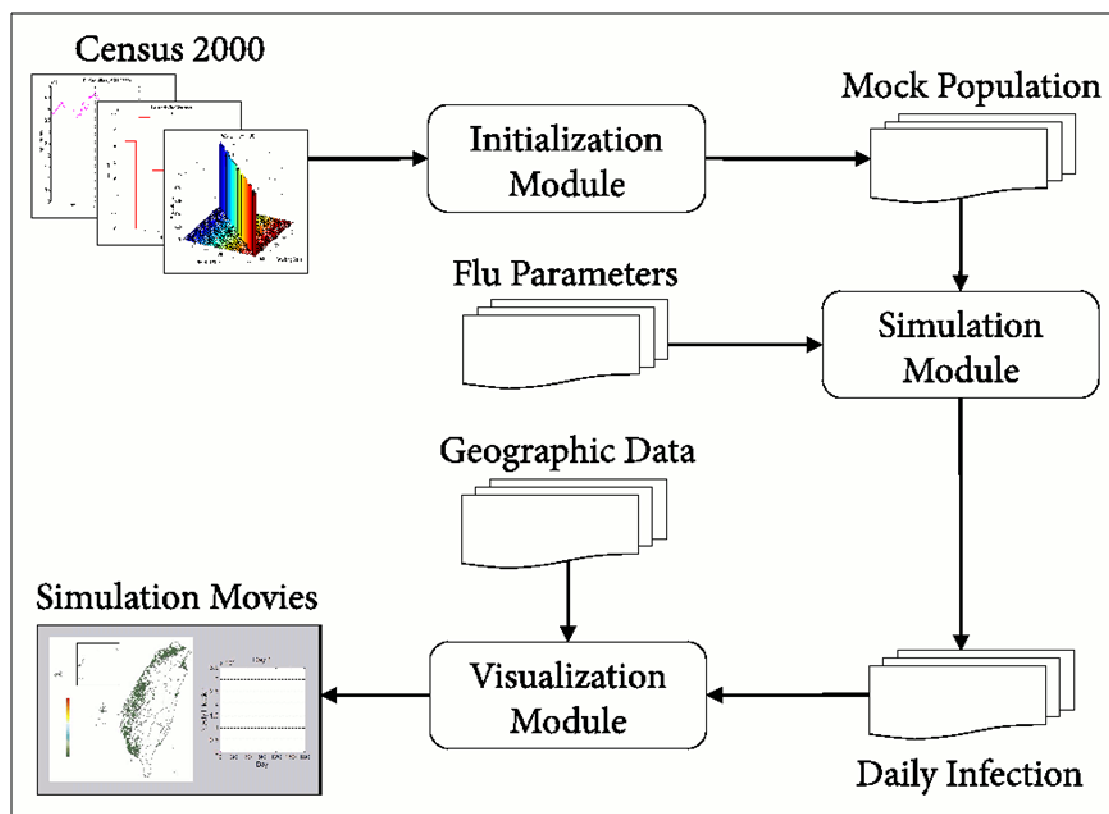 Census 2000
Mock Population
Initialization
Module
Flu Parameters
Simulation
Module
Geographic Data
Simulation Movies
Visualization
Module
Day
Daily Infection